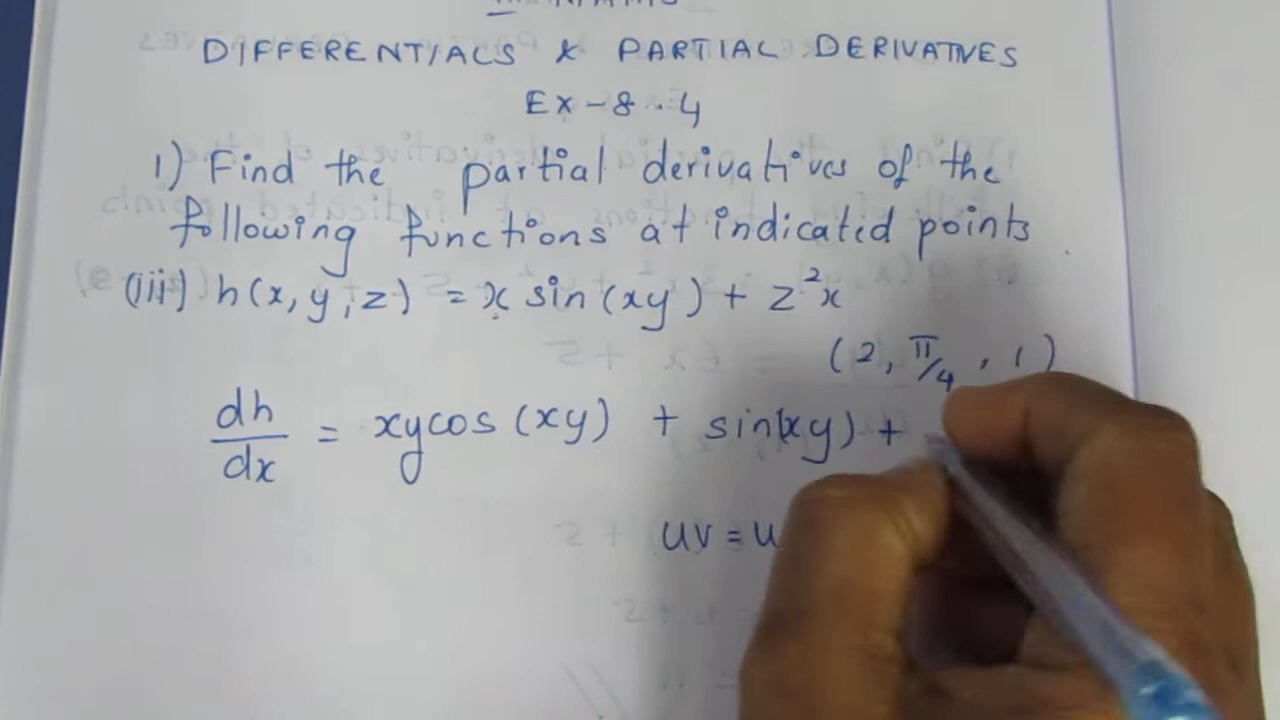 DIFFERENTIALS & PARTIAL DERIVATIVES
EX-8.4
1) Find the partial derivatives of the
following functions at indicated points
(iii) h(x, y, z) = x sin(xy) + z²x
(2, π/4, 1)
dh/dx = xycos(xy) + sin(xy) +
uv = u